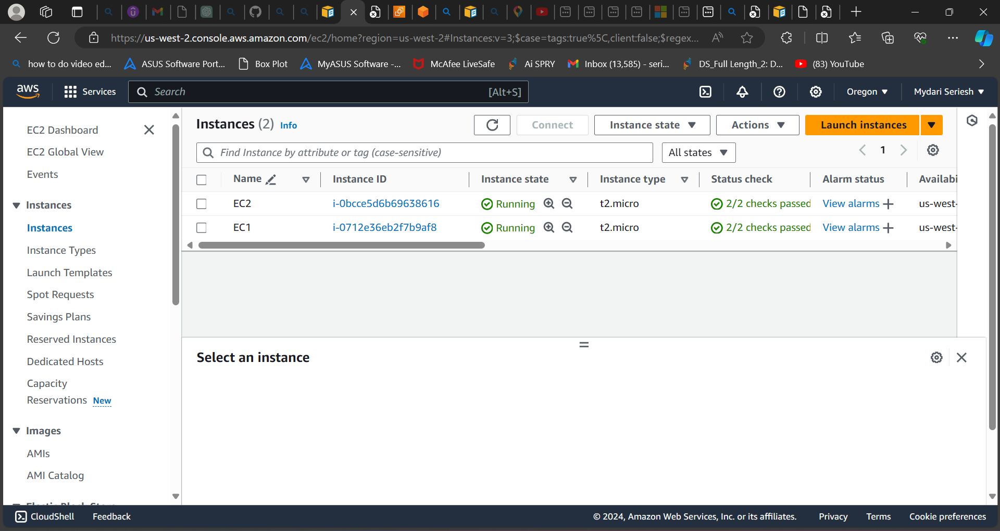 https://us-west-2.console.aws.amazon.com/ec2/home?region=us-west-2#Instances:v=3;$case=tags:true%5C,client:false;$regex...
how to do video ed...
ASUS Software Port...
Box Plot
MyASUS Software -...
McAfee LiveSafe
Ai SPRY
Inbox (13,585) - seri...
DS_Full Length_2: D...
(83) YouTube
aws
Services
Search
[Alt+S]
Oregon
Mydari Seriesh
EC2 Dashboard
EC2 Global View
Events
Instances
Instances
Instance Types
Launch Templates
Spot Requests
Savings Plans
Reserved Instances
Dedicated Hosts
Capacity
Reservations New
Images
AMIs
AMI Catalog
Instances (2) Info
Connect
Instance state
Actions
Launch instances
Find Instance by attribute or tag (case-sensitive)
All states
1
Name Instance ID Instance state Instance type Status check Alarm status Availabi
EC2 i-0bcce5d6b69638616 Running t2.micro 2/2 checks passed View alarms us-west-
EC1 i-0712e36eb2f7b9af8 Running t2.micro 2/2 checks passed View alarms us-west-
Select an instance
CloudShell
Feedback
© 2024, Amazon Web Services, Inc. or its affiliates.
Privacy
Terms
Cookie preferences